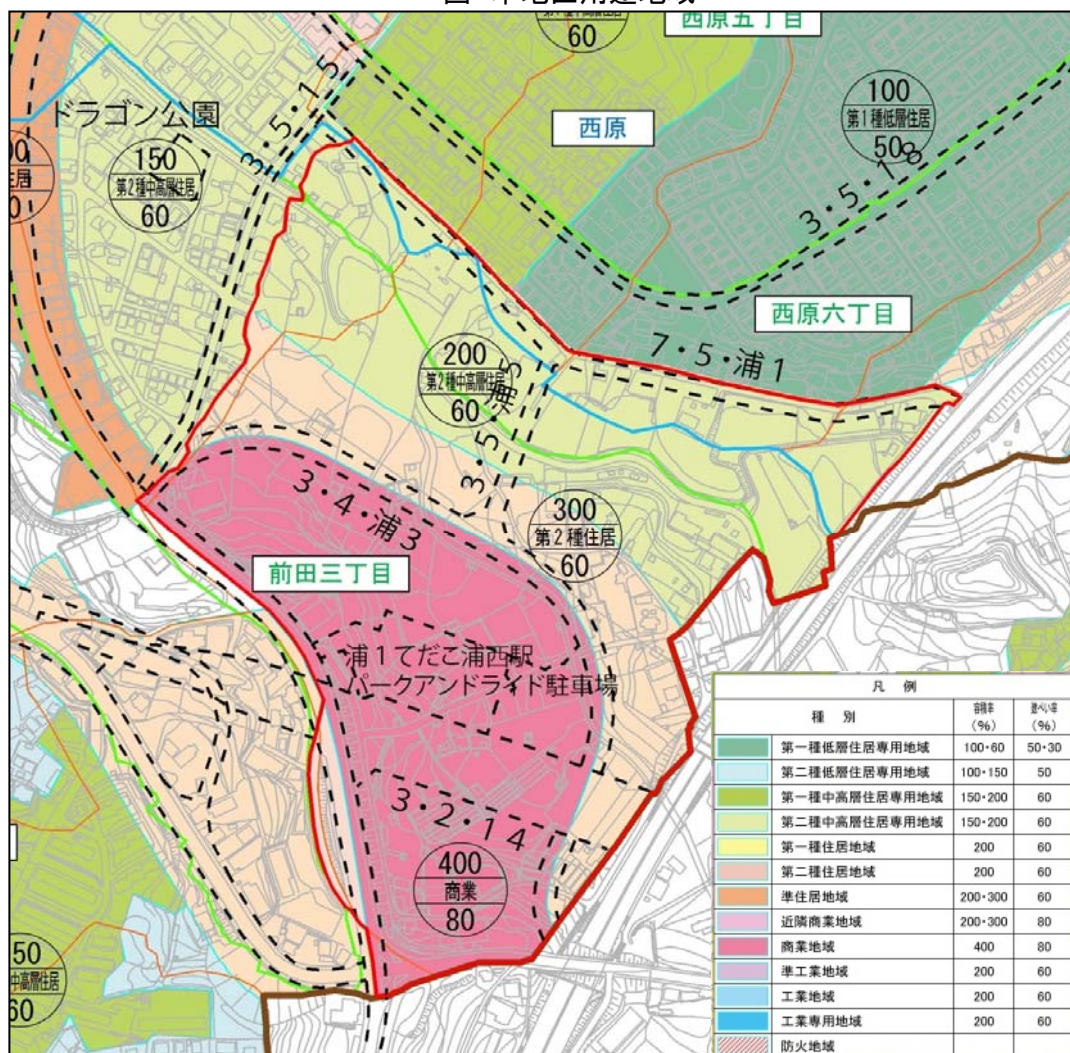 西原五丁目
60
100
第1種低層住居
50
西原
ドラゴン公園
3・5・15
150
第2種中高層住居
60
3・5・18
西原六丁目
7・5・浦1
200
第2種中高層住居
60
3・4・浦3
300
第2種住居
60
前田三丁目
浦1てだこ浦西駅
パークアンドライド駐車場
3・2・14
400
商業
80
50
中高層住居
60
凡 例
種 別 容積率(%) 建ぺい率(%)
第一種低層住居専用地域 100・60 50・30
第二種低層住居専用地域 100・150 50
第一種中高層住居専用地域 150・200 60
第二種中高層住居専用地域 150・200 60
第一種住居地域 200 60
第二種住居地域 200 60
準住居地域 200・300 60
近隣商業地域 200・300 80
商業地域 400 80
準工業地域 200 60
工業地域 200 60
工業専用地域 200 60
防火地域